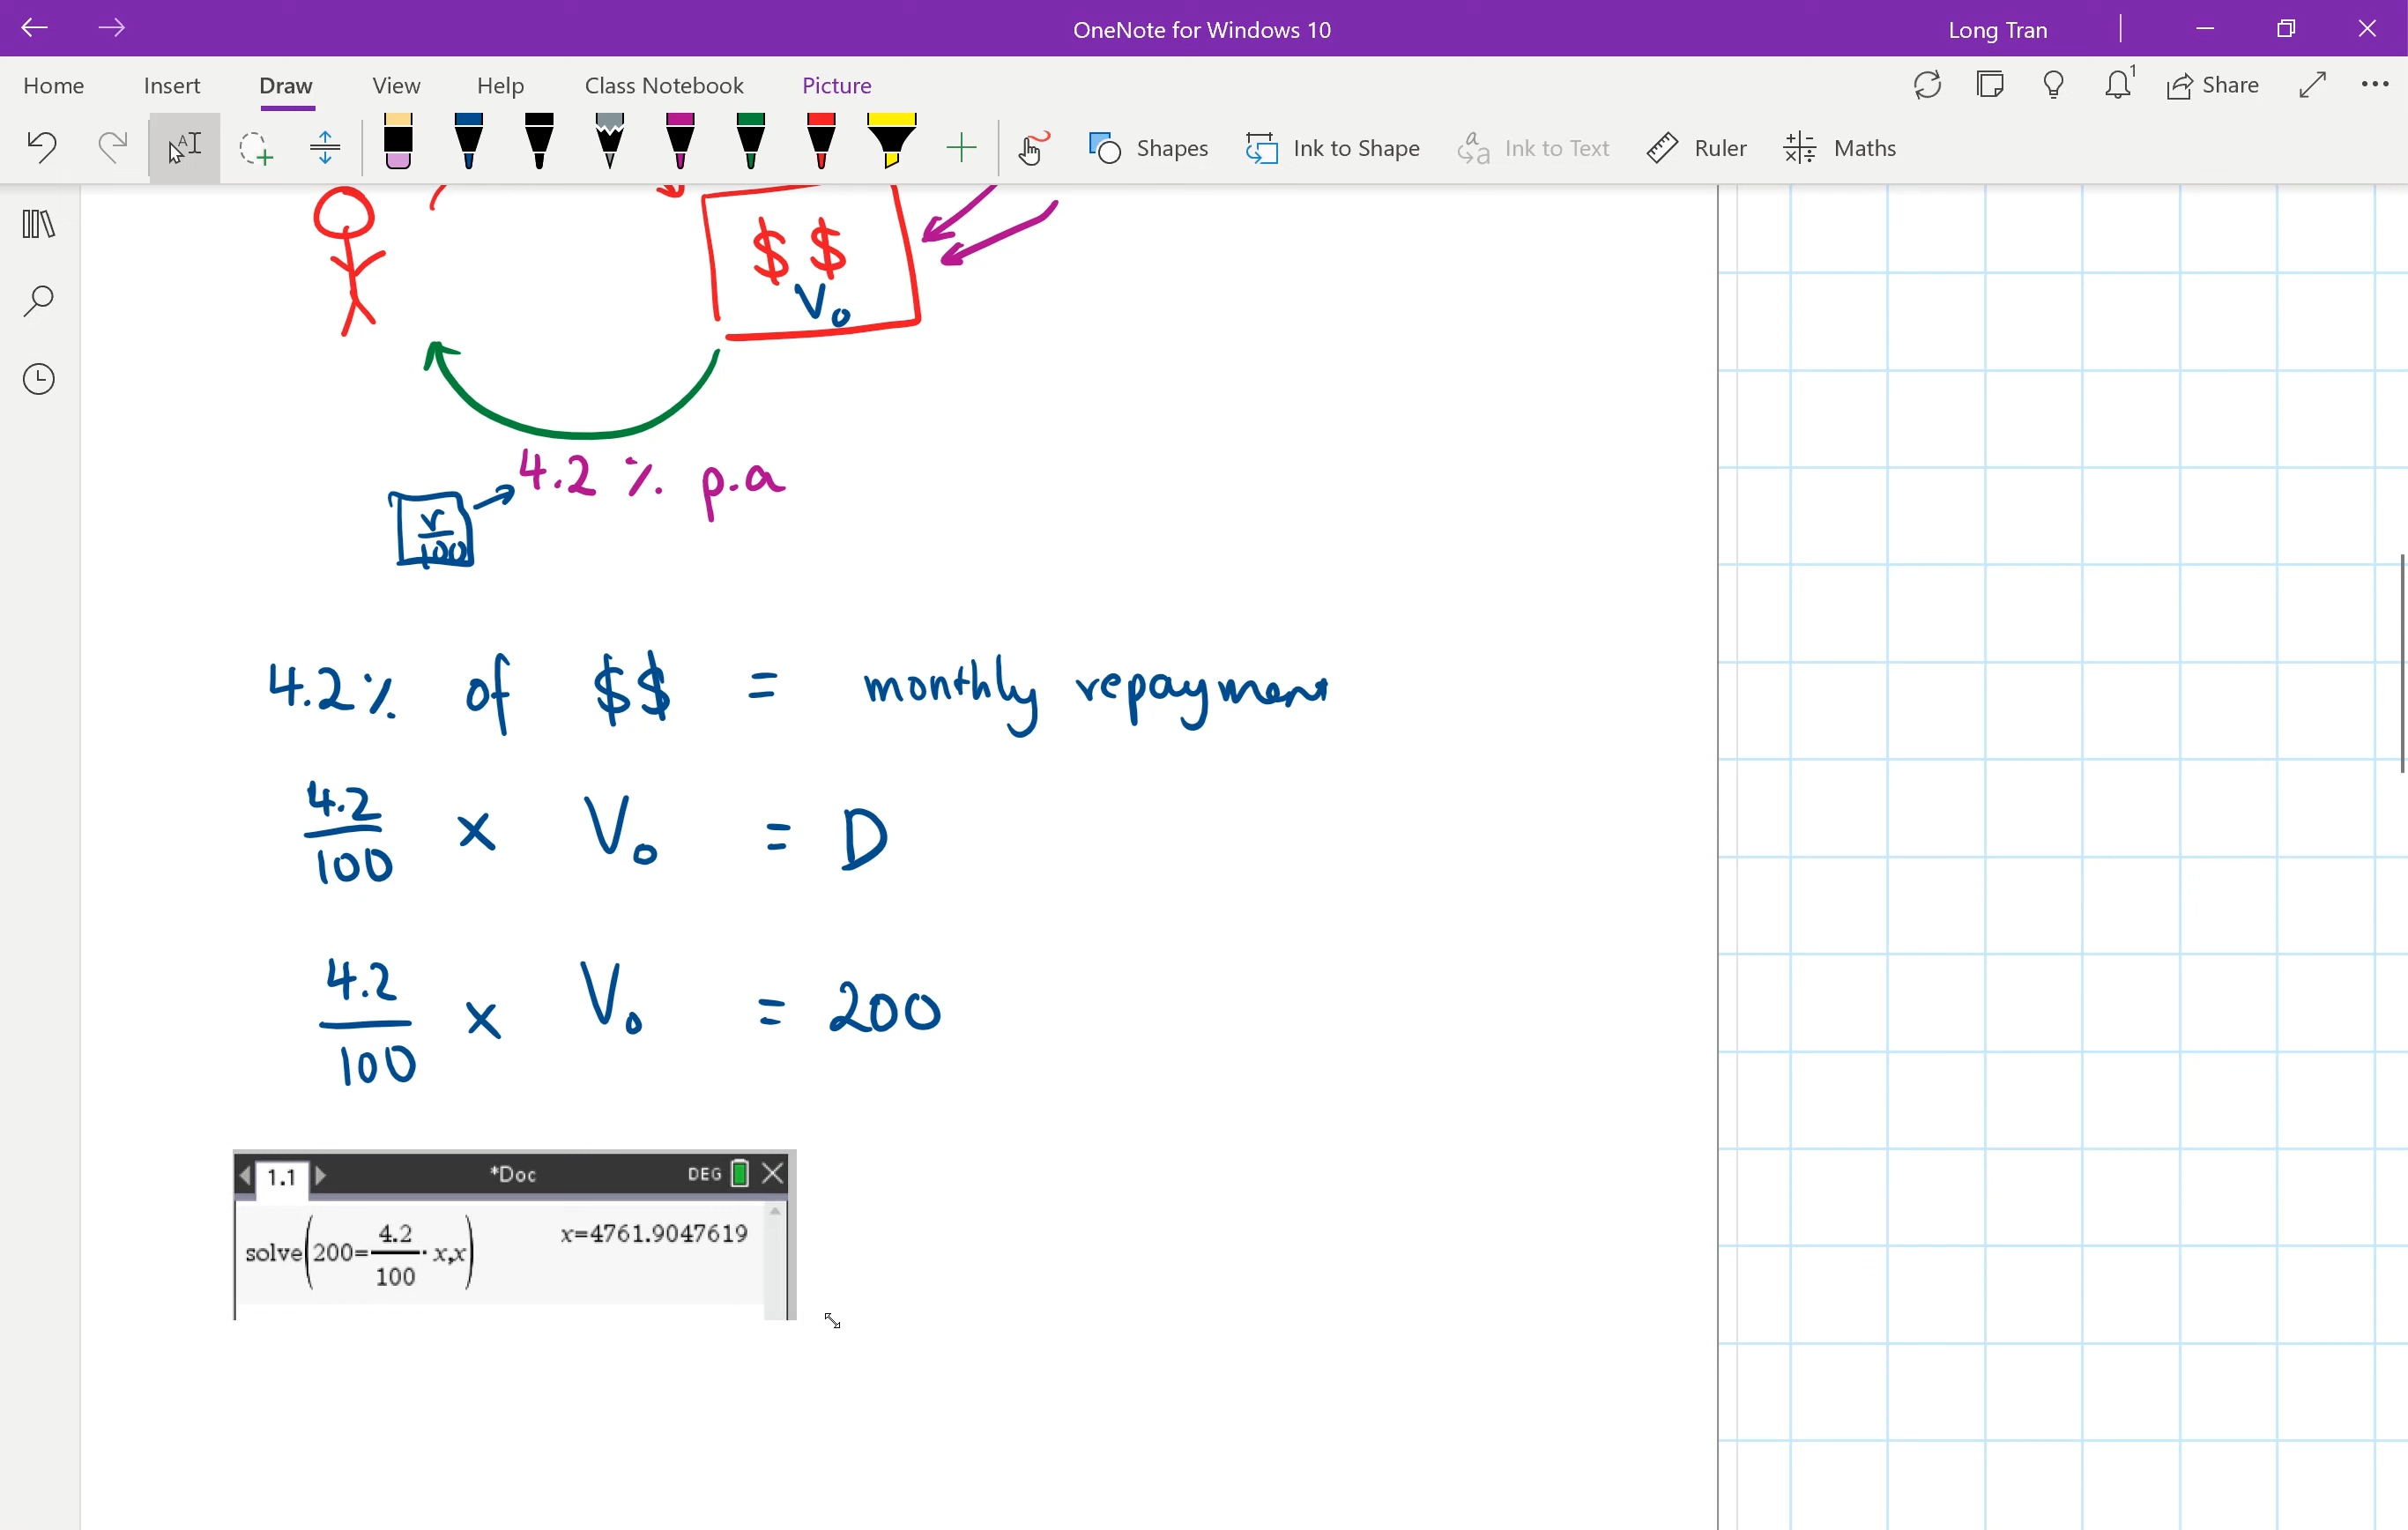 OneNote for Windows 10
Long Tran
Home Insert Draw View Help Class Notebook Picture
1 Share
Shapes Ink to Shape Ink to Text Ruler Maths
$ $
V₀
4.2 % p.a
r/100
4.2% of $$ = monthly repayment
4.2/100 x V₀ = D
4.2/100 x V₀ = 200
1.1 *Doc DEG
solve(200=4.2/100·x,x) x=4761.9047619